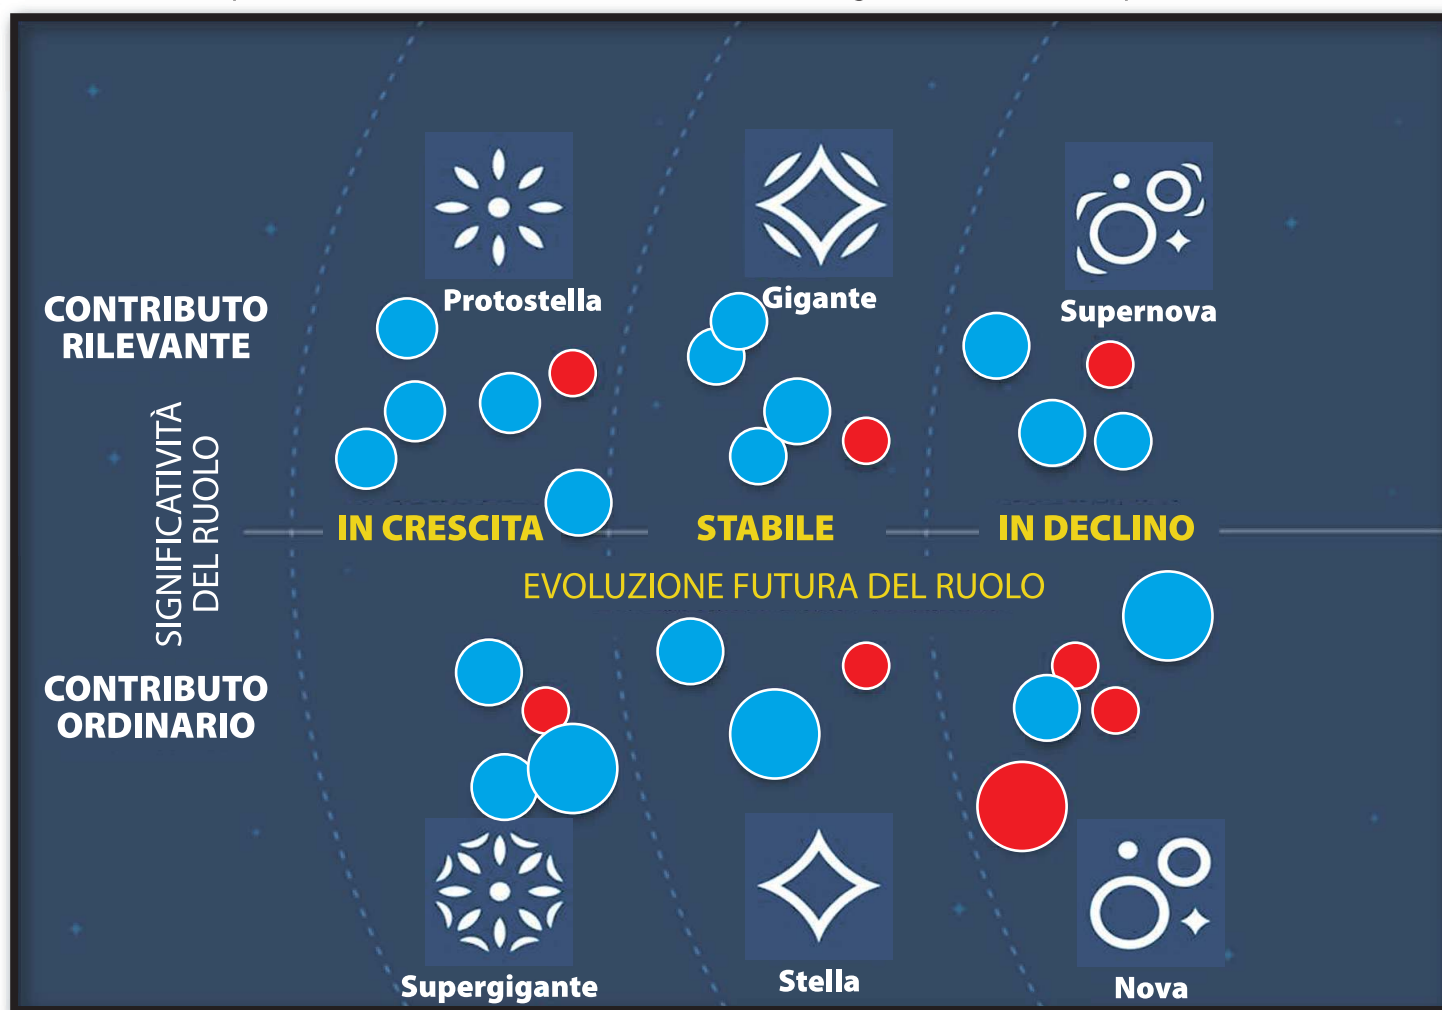 Protostella
Gigante
Supernova
CONTRIBUTO
RILEVANTE
SIGNIFICATIVITÀ
DEL RUOLO
IN CRESCITA
STABILE
IN DECLINO
EVOLUZIONE FUTURA DEL RUOLO
CONTRIBUTO
ORDINARIO
Supergigante
Stella
Nova